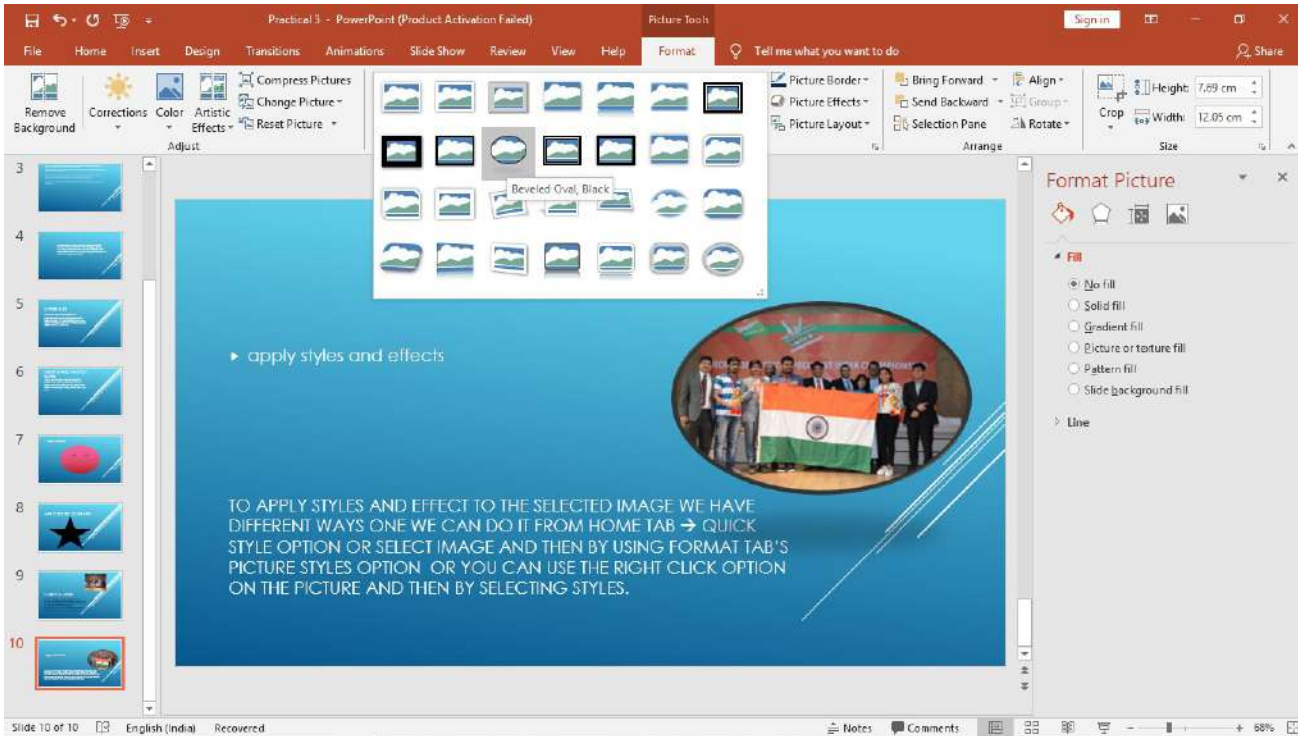 Practical 3 - PowerPoint (Product Activation Failed)
Picture Tools
Sign in
File Home Insert Design Transitions Animations Slide Show Review View Help Format Tell me what you want to do
Share
Remove Background
Corrections
Color
Artistic Effects
Compress Pictures
Change Picture
Reset Picture
Adjust
Picture Border
Picture Effects
Picture Layout
Bring Forward
Send Backward
Selection Pane
Align
Group
Rotate
Arrange
Crop
Height: 7.69 cm
Width: 12.05 cm
Size
Beveled Oval, Black
3
4
5
6
7
8
9
10
apply styles and effects
TO APPLY STYLES AND EFFECT TO THE SELECTED IMAGE WE HAVE
DIFFERENT WAYS ONE WE CAN DO IT FROM HOME TAB → QUICK
STYLE OPTION OR SELECT IMAGE AND THEN BY USING FORMAT TAB'S
PICTURE STYLES OPTION OR YOU CAN USE THE RIGHT CLICK OPTION
ON THE PICTURE AND THEN BY SELECTING STYLES.
Format Picture
Fill
No fill
Solid fill
Gradient fill
Picture or texture fill
Pattern fill
Slide background fill
Line
Slide 10 of 10 English (India) Recovered
Notes Comments 68%